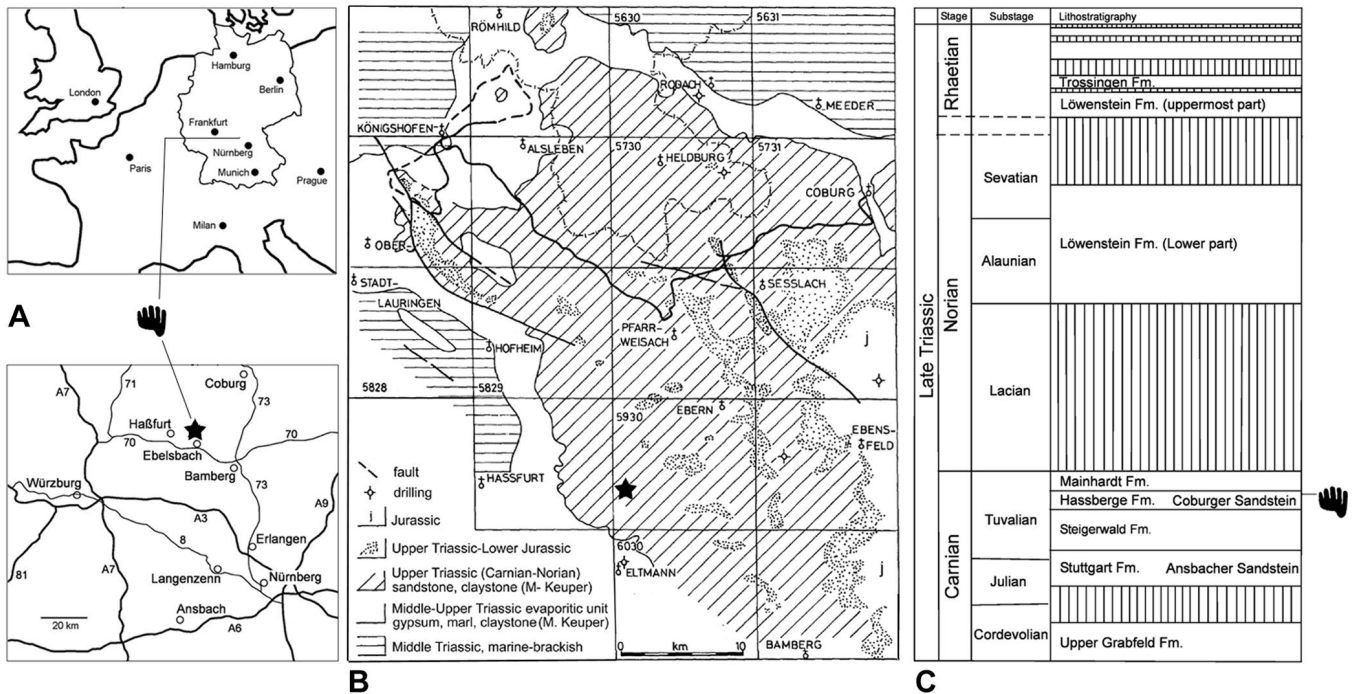 Hamburg
London
Berlin
Frankfurt
Nürnberg
Paris
Munich
Prague
Milan
A
A7
71
Coburg
73
Haßfurt
70
70
Ebelsbach
Bamberg
Würzburg
73
A9
A3
8
Erlangen
81
A7
Langenzenn
Nürnberg
Ansbach
20 km
A6
RÖMHILD
5630
5631
RODACH
MEEDER
KÖNIGSHOFEN
ALSLEBEN
5730
HELDBURG
5731
COBURG
OBER-
STADT-
LAURINGEN
SESSLACH
PFARR-
WEISACH
HOFHEIM
j
5828
5829
5930
EBERN
EBENS-
FELD
HASSFURT
fault
drilling
j Jurassic
Upper Triassic-Lower Jurassic
Upper Triassic (Carnian-Norian)
sandstone, claystone (M- Keuper)
Middle-Upper Triassic evaporitic unit
gypsum, marl, claystone (M. Keuper)
Middle Triassic, marine-brackish
6030
ELTMANN
j
0 km 10
BAMBERG
B
Stage Substage Lithostratigraphy
Late Triassic
Rhaetian
Trossingen Fm.
Löwenstein Fm. (uppermost part)
Norian
Sevatian
Löwenstein Fm. (Lower part)
Alaunian
Lacian
Carnian
Mainhardt Fm.
Hassberge Fm. Coburger Sandstein
Tuvalian
Steigerwald Fm.
Stuttgart Fm. Ansbacher Sandstein
Julian
Cordevolian
Upper Grabfeld Fm.
C